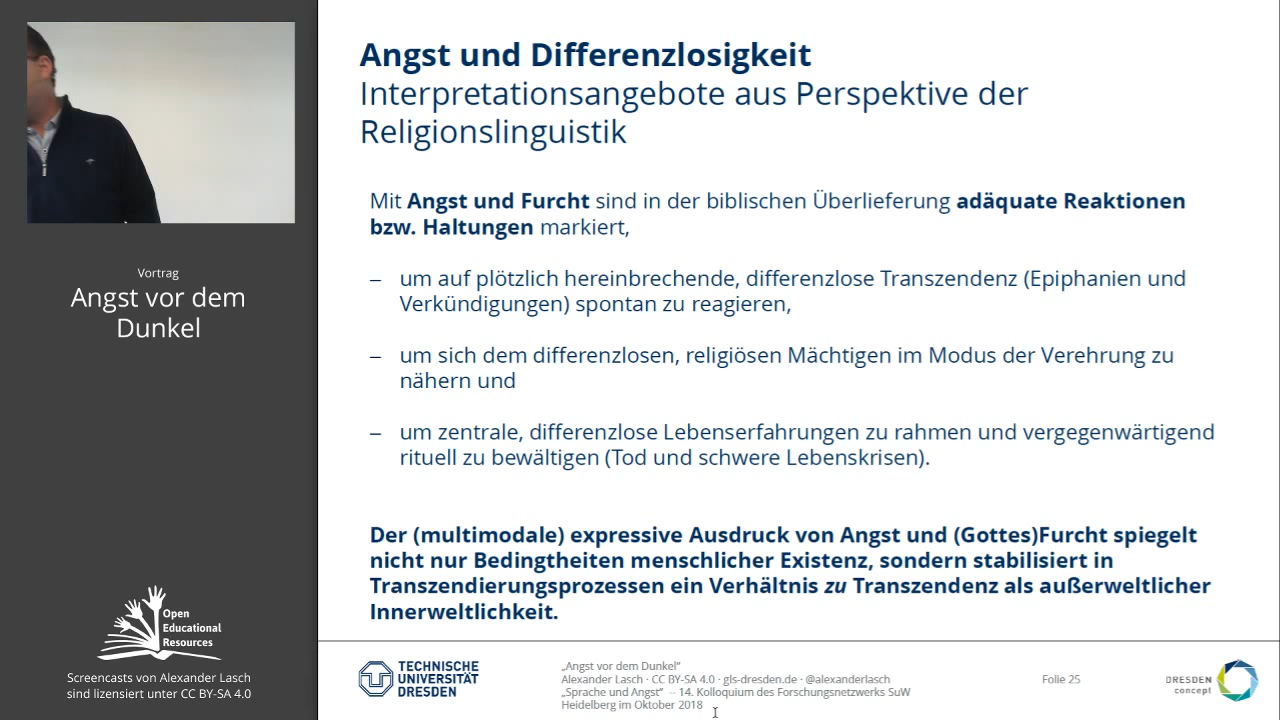 Vortrag
Angst vor dem
Dunkel
Open
Educational
Resources
Screencasts von Alexander Lasch
sind lizensiert unter CC BY-SA 4.0
Angst und Differenzlosigkeit
Interpretationsangebote aus Perspektive der
Religionslinguistik
Mit Angst und Furcht sind in der biblischen Überlieferung adäquate Reaktionen
bzw. Haltungen markiert,
– um auf plötzlich hereinbrechende, differenzlose Transzendenz (Epiphanien und
Verkündigungen) spontan zu reagieren,
– um sich dem differenzlosen, religiösen Mächtigen im Modus der Verehrung zu
nähern und
– um zentrale, differenzlose Lebenserfahrungen zu rahmen und vergegenwärtigend
rituell zu bewältigen (Tod und schwere Lebenskrisen).
Der (multimodale) expressive Ausdruck von Angst und (Gottes)Furcht spiegelt
nicht nur Bedingtheiten menschlicher Existenz, sondern stabilisiert in
Transzendierungsprozessen ein Verhältnis zu Transzendenz als außerweltlicher
Innerweltlichkeit.
TECHNISCHE
UNIVERSITÄT
DRESDEN
„Angst vor dem Dunkel“
Alexander Lasch · CC BY-SA 4.0 · gls-dresden.de · @alexanderlasch
„Sprache und Angst“ -- 14. Kolloquium des Forschungsnetzwerks SuW
Heidelberg im Oktober 2018
Folie 25
DRESDEN
concept